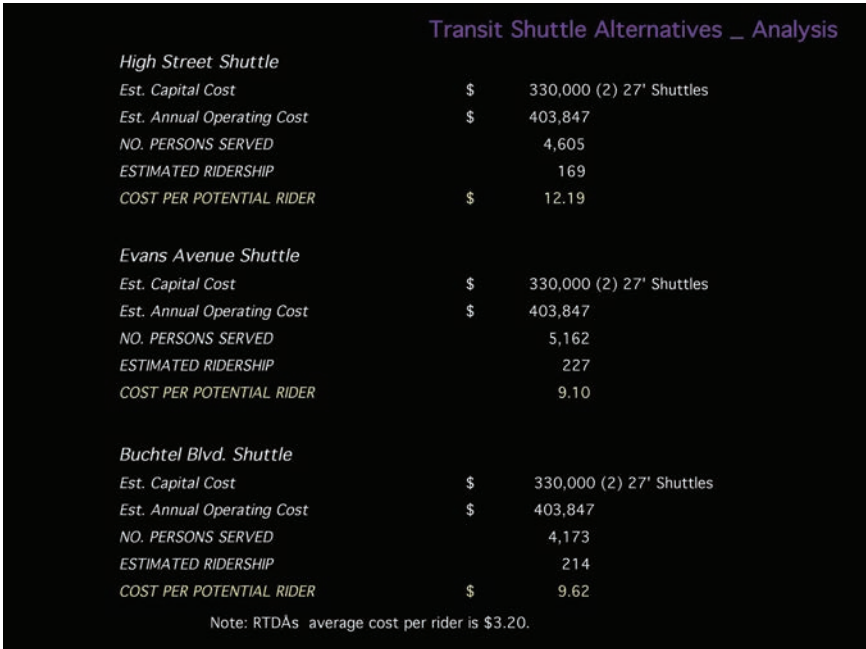 Transit Shuttle Alternatives _ Analysis
High Street Shuttle
Est. Capital Cost $ 330,000 (2) 27' Shuttles
Est. Annual Operating Cost $ 403,847
NO. PERSONS SERVED 4,605
ESTIMATED RIDERSHIP 169
COST PER POTENTIAL RIDER $ 12.19
Evans Avenue Shuttle
Est. Capital Cost $ 330,000 (2) 27' Shuttles
Est. Annual Operating Cost $ 403,847
NO. PERSONS SERVED 5,162
ESTIMATED RIDERSHIP 227
COST PER POTENTIAL RIDER 9.10
Buchtel Blvd. Shuttle
Est. Capital Cost $ 330,000 (2) 27' Shuttles
Est. Annual Operating Cost $ 403,847
NO. PERSONS SERVED 4,173
ESTIMATED RIDERSHIP 214
COST PER POTENTIAL RIDER $ 9.62
Note: RTDÅs average cost per rider is $3.20.